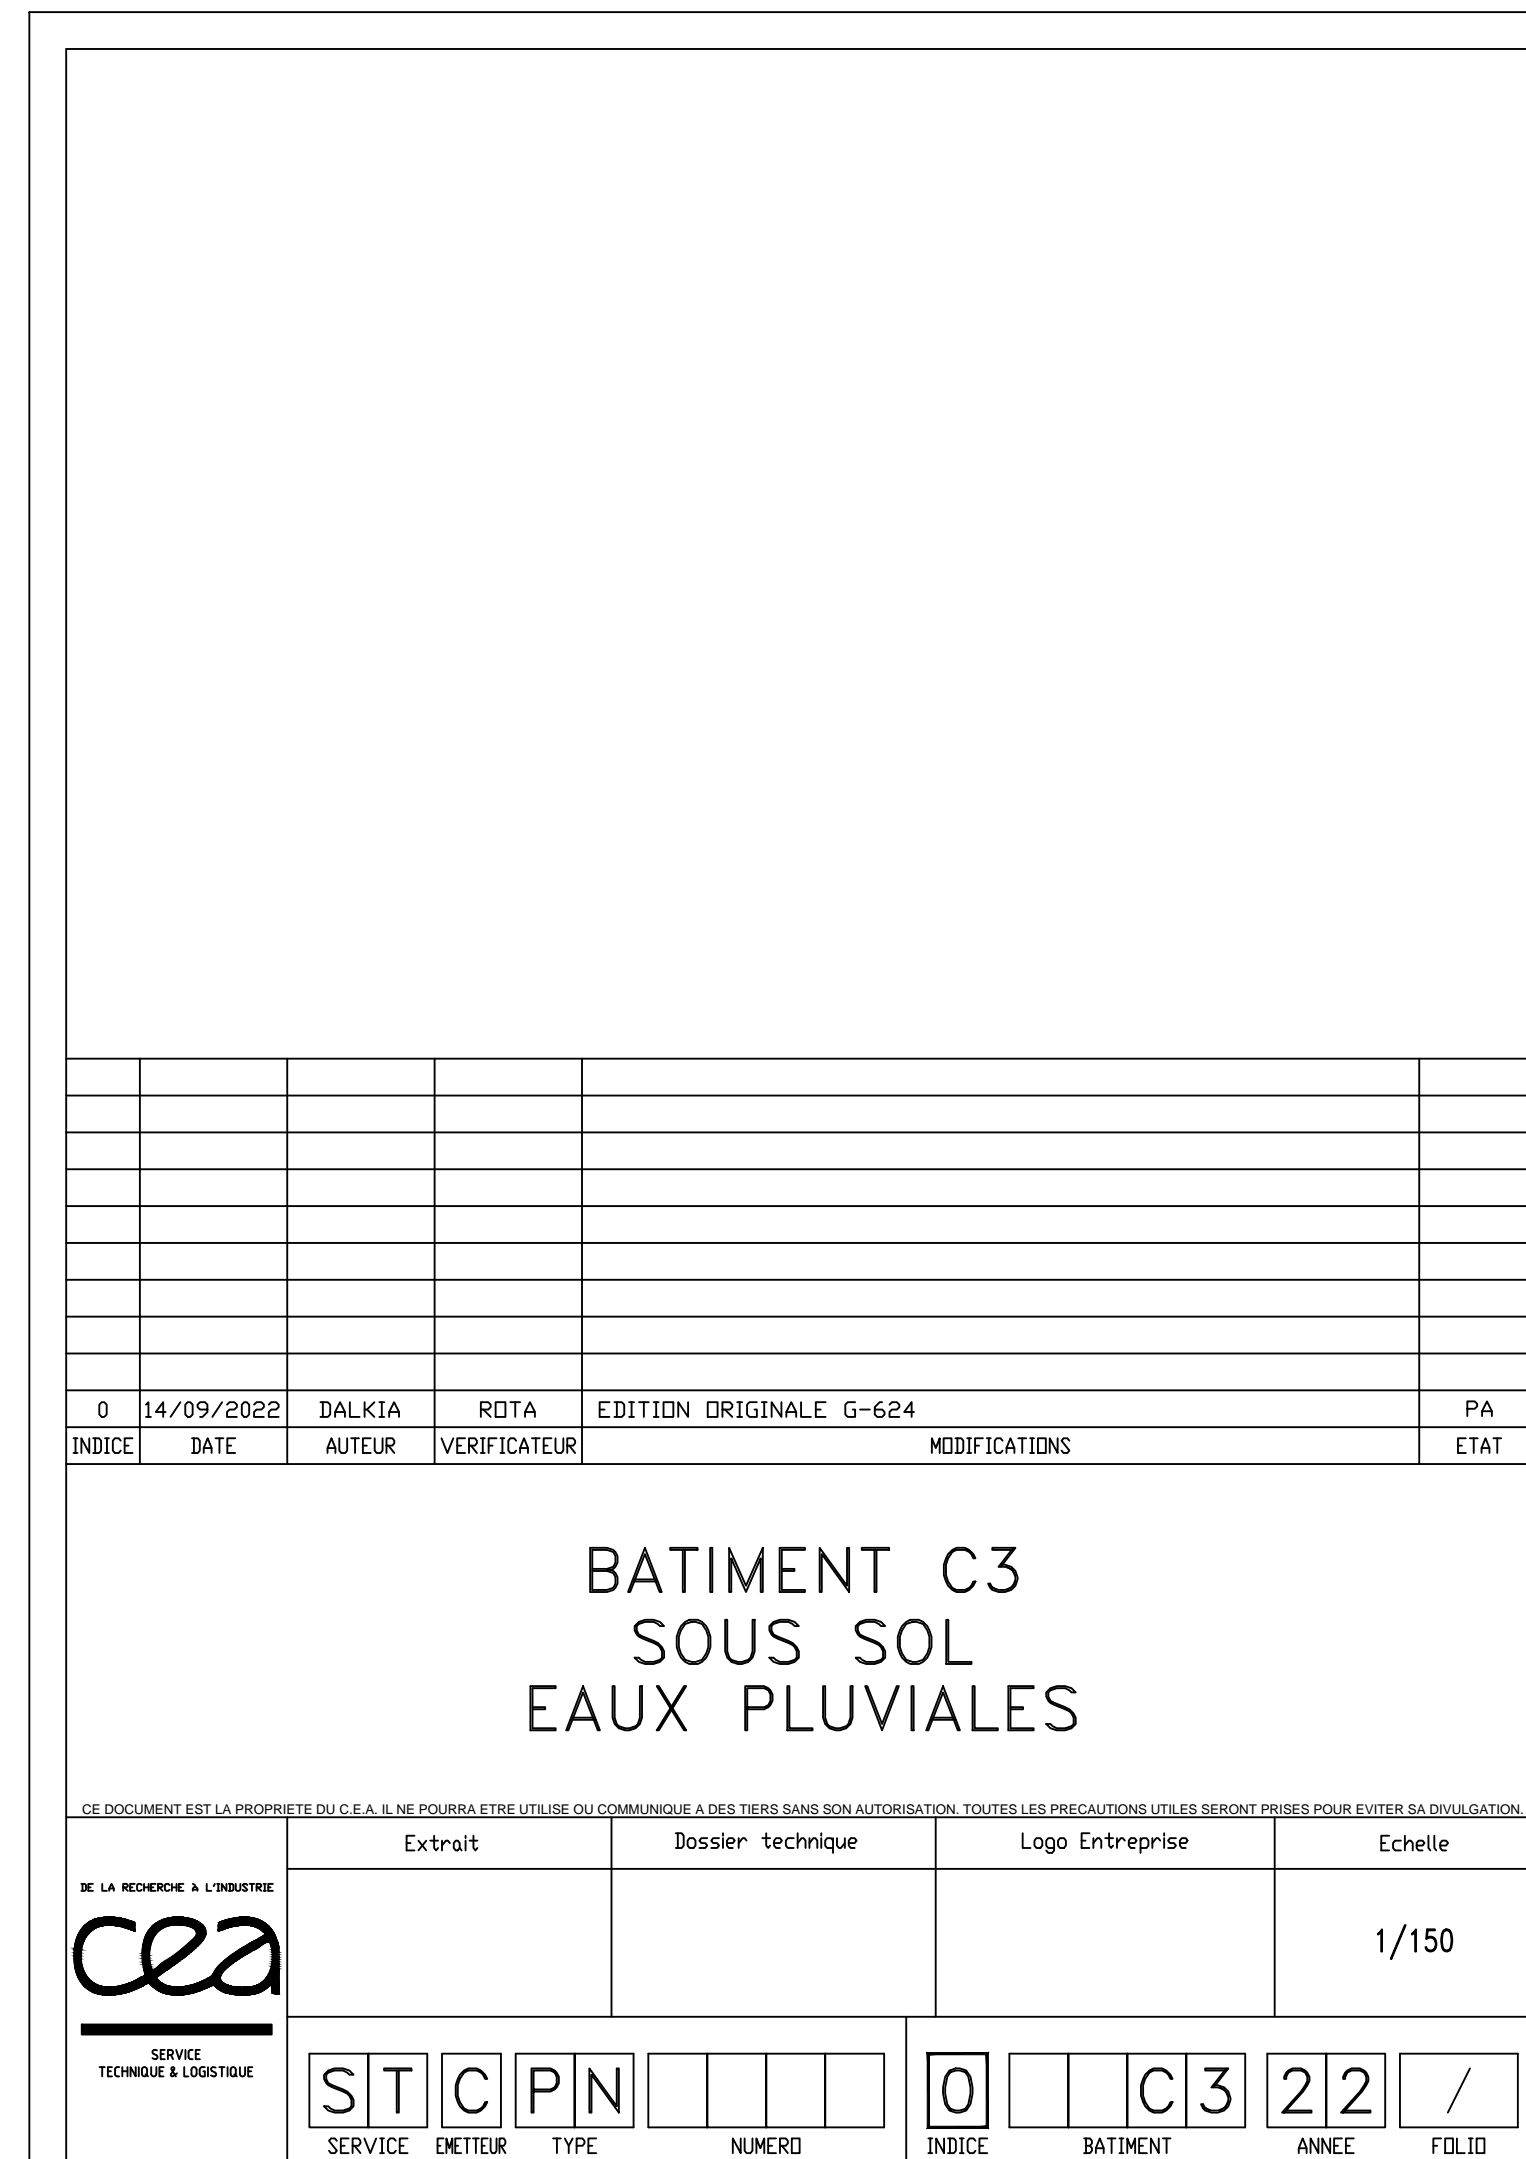 0 14/09/2022 DALKIA ROTA EDITION ORIGINALE G-624 PA
INDICE DATE AUTEUR VERIFICATEUR MODIFICATIONS ETAT
BATIMENT C3
SOUS SOL
EAUX PLUVIALES
CE DOCUMENT EST LA PROPRIETE DU C.E.A. IL NE POURRA ETRE UTILISE OU COMMUNIQUE A DES TIERS SANS SON AUTORISATION. TOUTES LES PRECAUTIONS UTILES SERONT PRISES POUR EVITER SA DIVULGATION.
Extrait Dossier technique Logo Entreprise Echelle
DE LA RECHERCHE à L'INDUSTRIE
cea
1/150
SERVICE
TECHNIQUE & LOGISTIQUE
S T C P N 0 C 3 2 2 /
SERVICE EMETTEUR TYPE NUMERO INDICE BATIMENT ANNEE FOLIO